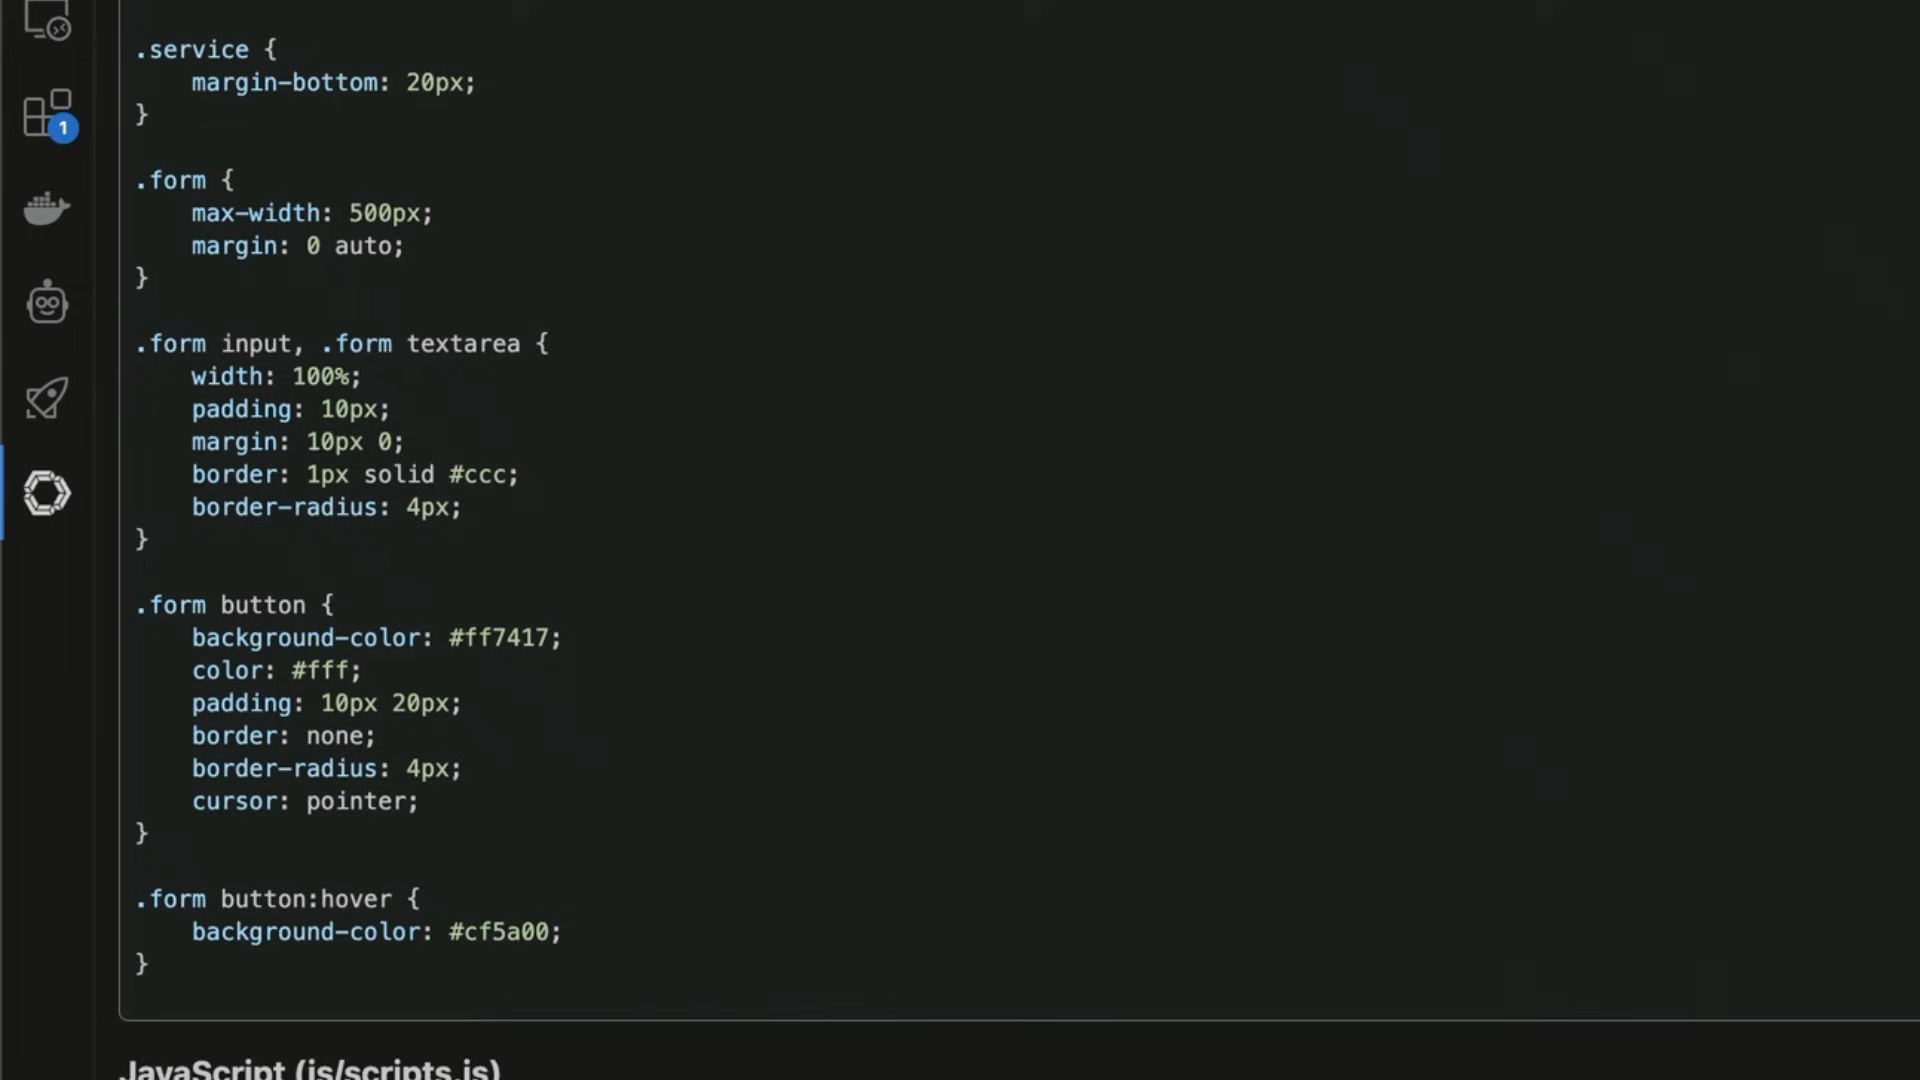 .service {
    margin-bottom: 20px;
}
.form {
    max-width: 500px;
    margin: 0 auto;
}
.form input, .form textarea {
    width: 100%;
    padding: 10px;
    margin: 10px 0;
    border: 1px solid #ccc;
    border-radius: 4px;
}
.form button {
    background-color: #ff7417;
    color: #fff;
    padding: 10px 20px;
    border: none;
    border-radius: 4px;
    cursor: pointer;
}
.form button:hover {
    background-color: #cf5a00;
}
JavaScript (js/scripts.js)
1